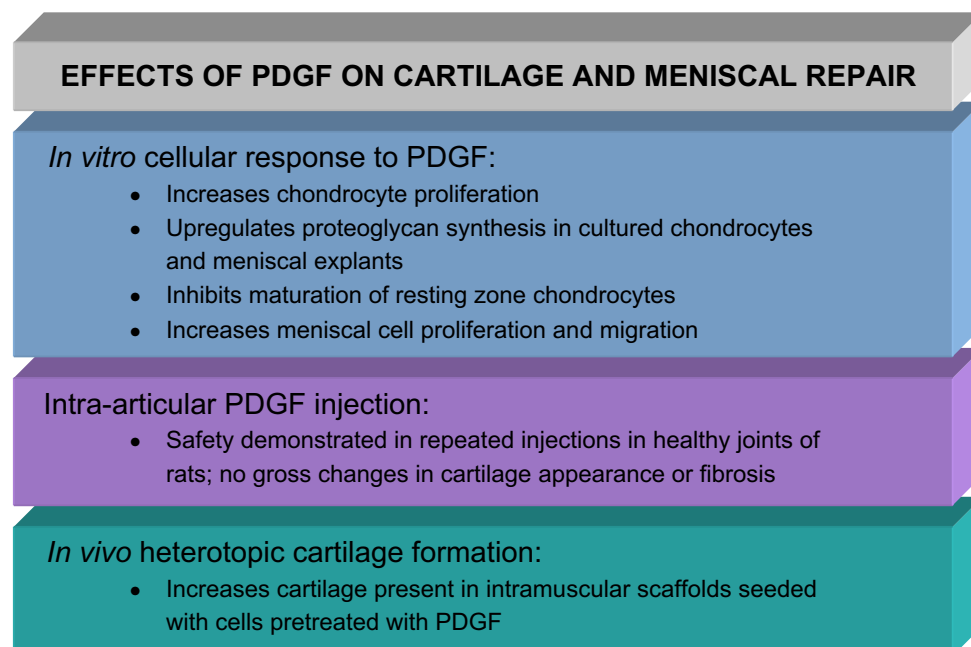 EFFECTS OF PDGF ON CARTILAGE AND MENISCAL REPAIR
In vitro cellular response to PDGF:
• Increases chondrocyte proliferation
• Upregulates proteoglycan synthesis in cultured chondrocytes
and meniscal explants
• Inhibits maturation of resting zone chondrocytes
• Increases meniscal cell proliferation and migration
Intra-articular PDGF injection:
• Safety demonstrated in repeated injections in healthy joints of
rats; no gross changes in cartilage appearance or fibrosis
In vivo heterotopic cartilage formation:
• Increases cartilage present in intramuscular scaffolds seeded
with cells pretreated with PDGF